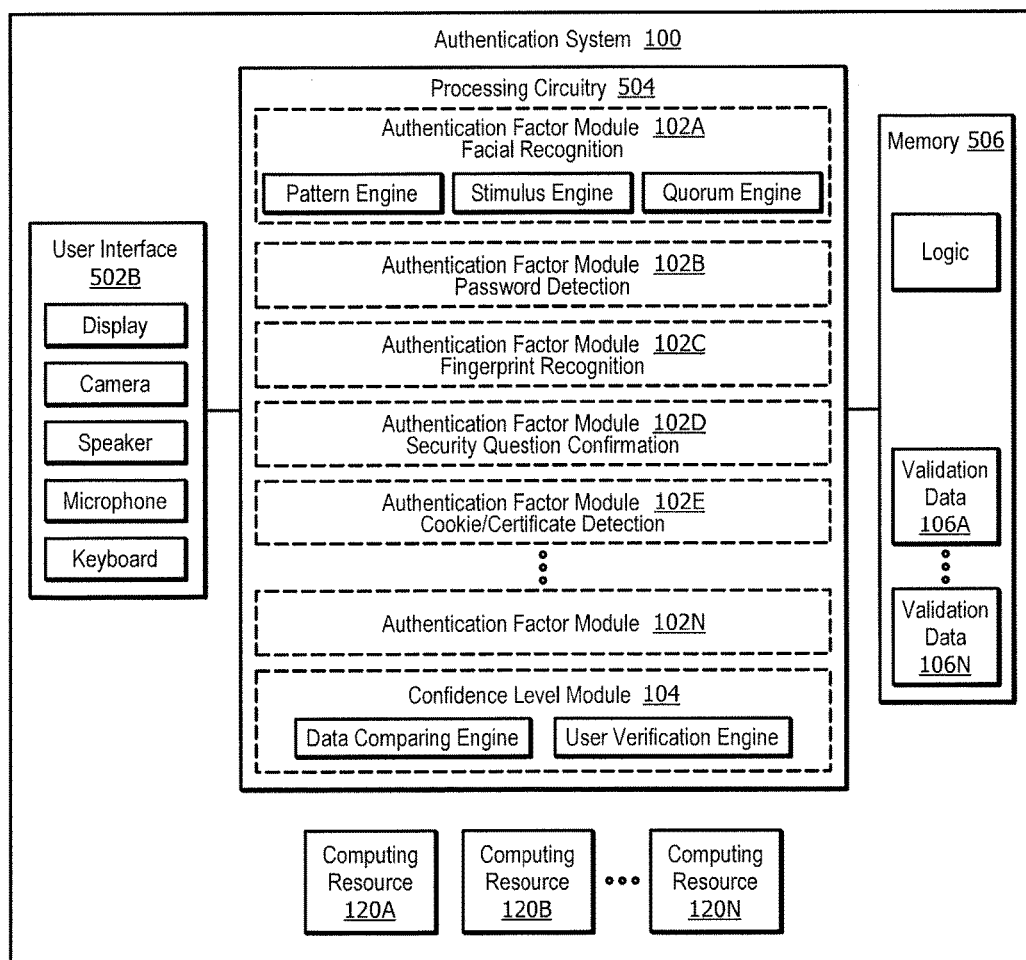 Authentication System 100
Processing Circuitry 504
Authentication Factor Module 102A
Facial Recognition
Pattern Engine
Stimulus Engine
Quorum Engine
Authentication Factor Module 102B
Password Detection
Authentication Factor Module 102C
Fingerprint Recognition
Authentication Factor Module 102D
Security Question Confirmation
Authentication Factor Module 102E
Cookie/Certificate Detection
Authentication Factor Module 102N
Confidence Level Module 104
Data Comparing Engine
User Verification Engine
User Interface
502B
Display
Camera
Speaker
Microphone
Keyboard
Memory 506
Logic
Validation
Data
106A
Validation
Data
106N
Computing
Resource
120A
Computing
Resource
120B
Computing
Resource
120N